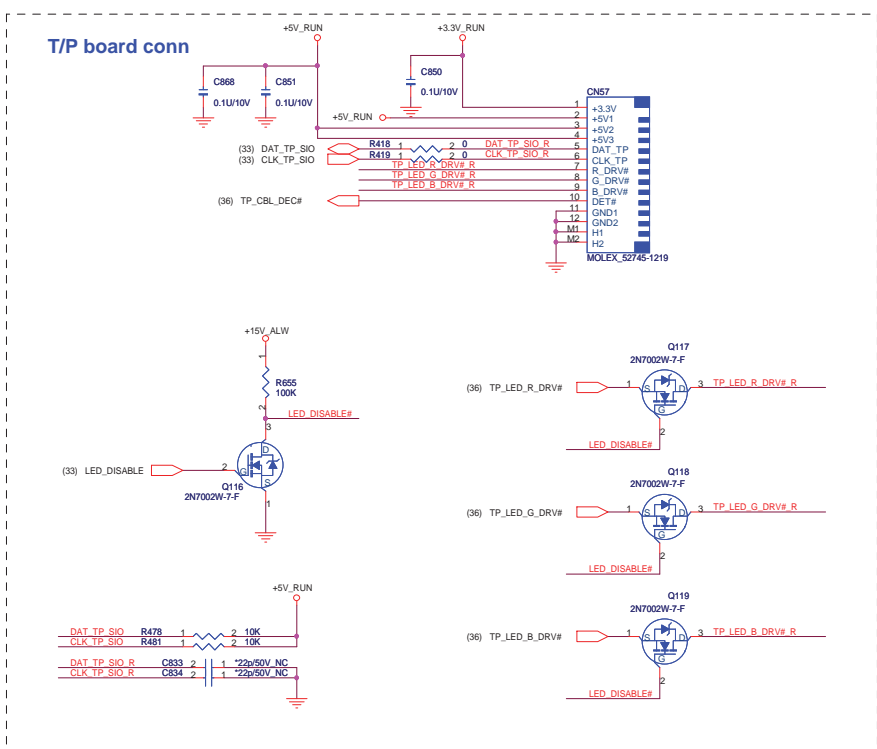 T/P board conn
+5V_RUN
+3.3V_RUN
C868
0.1U/10V
C851
0.1U/10V
C850
0.1U/10V
CN57
+5V_RUN
1 +3.3V
2 +5V1
3 +5V2
4 +5V3
(33) DAT_TP_SIO R418 1 2 0 DAT_TP_SIO_R 5 DAT_TP
(33) CLK_TP_SIO R419 1 2 0 CLK_TP_SIO_R 6 CLK_TP
TP_LED_R_DRV#_R 7 R_DRV#
TP_LED_G_DRV#_R 8 G_DRV#
TP_LED_B_DRV#_R 9 B_DRV#
(36) TP_CBL_DEC# 10 DET#
11 GND1
12 GND2
M1 H1
M2 H2
MOLEX_52745-1219
+15V_ALW
1
R655
100K
2
LED_DISABLE#
3
D
(33) LED_DISABLE 2 G
S
Q116
2N7002W-7-F
1
Q117
2N7002W-7-F
(36) TP_LED_R_DRV# 1 S D 3 TP_LED_R_DRV#_R
G
2
LED_DISABLE#
Q118
2N7002W-7-F
(36) TP_LED_G_DRV# 1 S D 3 TP_LED_G_DRV#_R
G
2
LED_DISABLE#
Q119
2N7002W-7-F
(36) TP_LED_B_DRV# 1 S D 3 TP_LED_B_DRV#_R
G
2
LED_DISABLE#
+5V_RUN
DAT_TP_SIO R478 1 2 10K
CLK_TP_SIO R481 1 2 10K
DAT_TP_SIO_R C833 2 1 *22p/50V_NC
CLK_TP_SIO_R C834 2 1 *22p/50V_NC